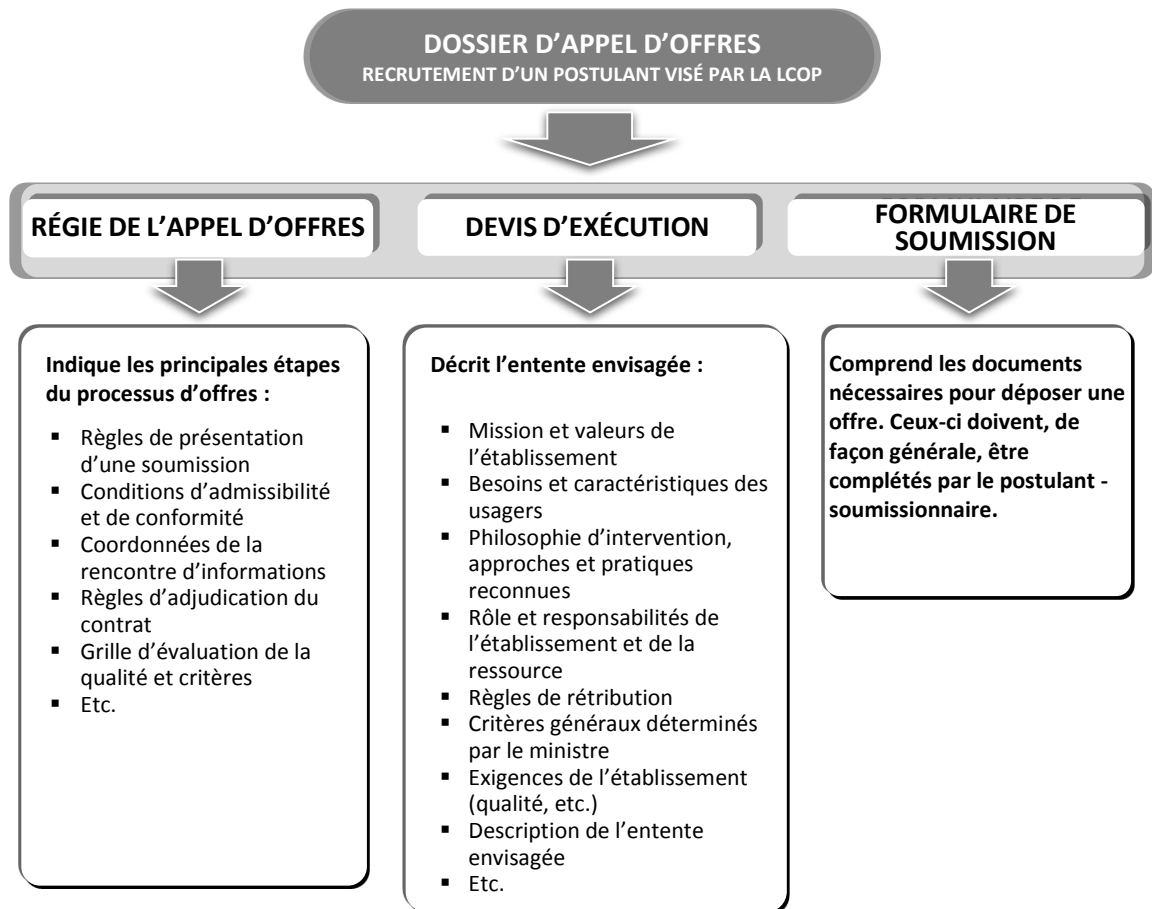 DOSSIER D’APPEL D’OFFRES
RECRUTEMENT D’UN POSTULANT VISÉ PAR LA LCOP
RÉGIE DE L’APPEL D’OFFRES
DEVIS D’EXÉCUTION
FORMULAIRE DE
SOUMISSION
Indique les principales étapes
du processus d’offres :
▪ Règles de présentation
d’une soumission
▪ Conditions d’admissibilité
et de conformité
▪ Coordonnées de la
rencontre d’informations
▪ Règles d’adjudication du
contrat
▪ Grille d’évaluation de la
qualité et critères
▪ Etc.
Décrit l’entente envisagée :
▪ Mission et valeurs de
l’établissement
▪ Besoins et caractéristiques des
usagers
▪ Philosophie d’intervention,
approches et pratiques
reconnues
▪ Rôle et responsabilités de
l’établissement et de la
ressource
▪ Règles de rétribution
▪ Critères généraux déterminés
par le ministre
▪ Exigences de l’établissement
(qualité, etc.)
▪ Description de l’entente
envisagée
▪ Etc.
Comprend les documents
nécessaires pour déposer une
offre. Ceux-ci doivent, de
façon générale, être
complétés par le postulant -
soumissionnaire.